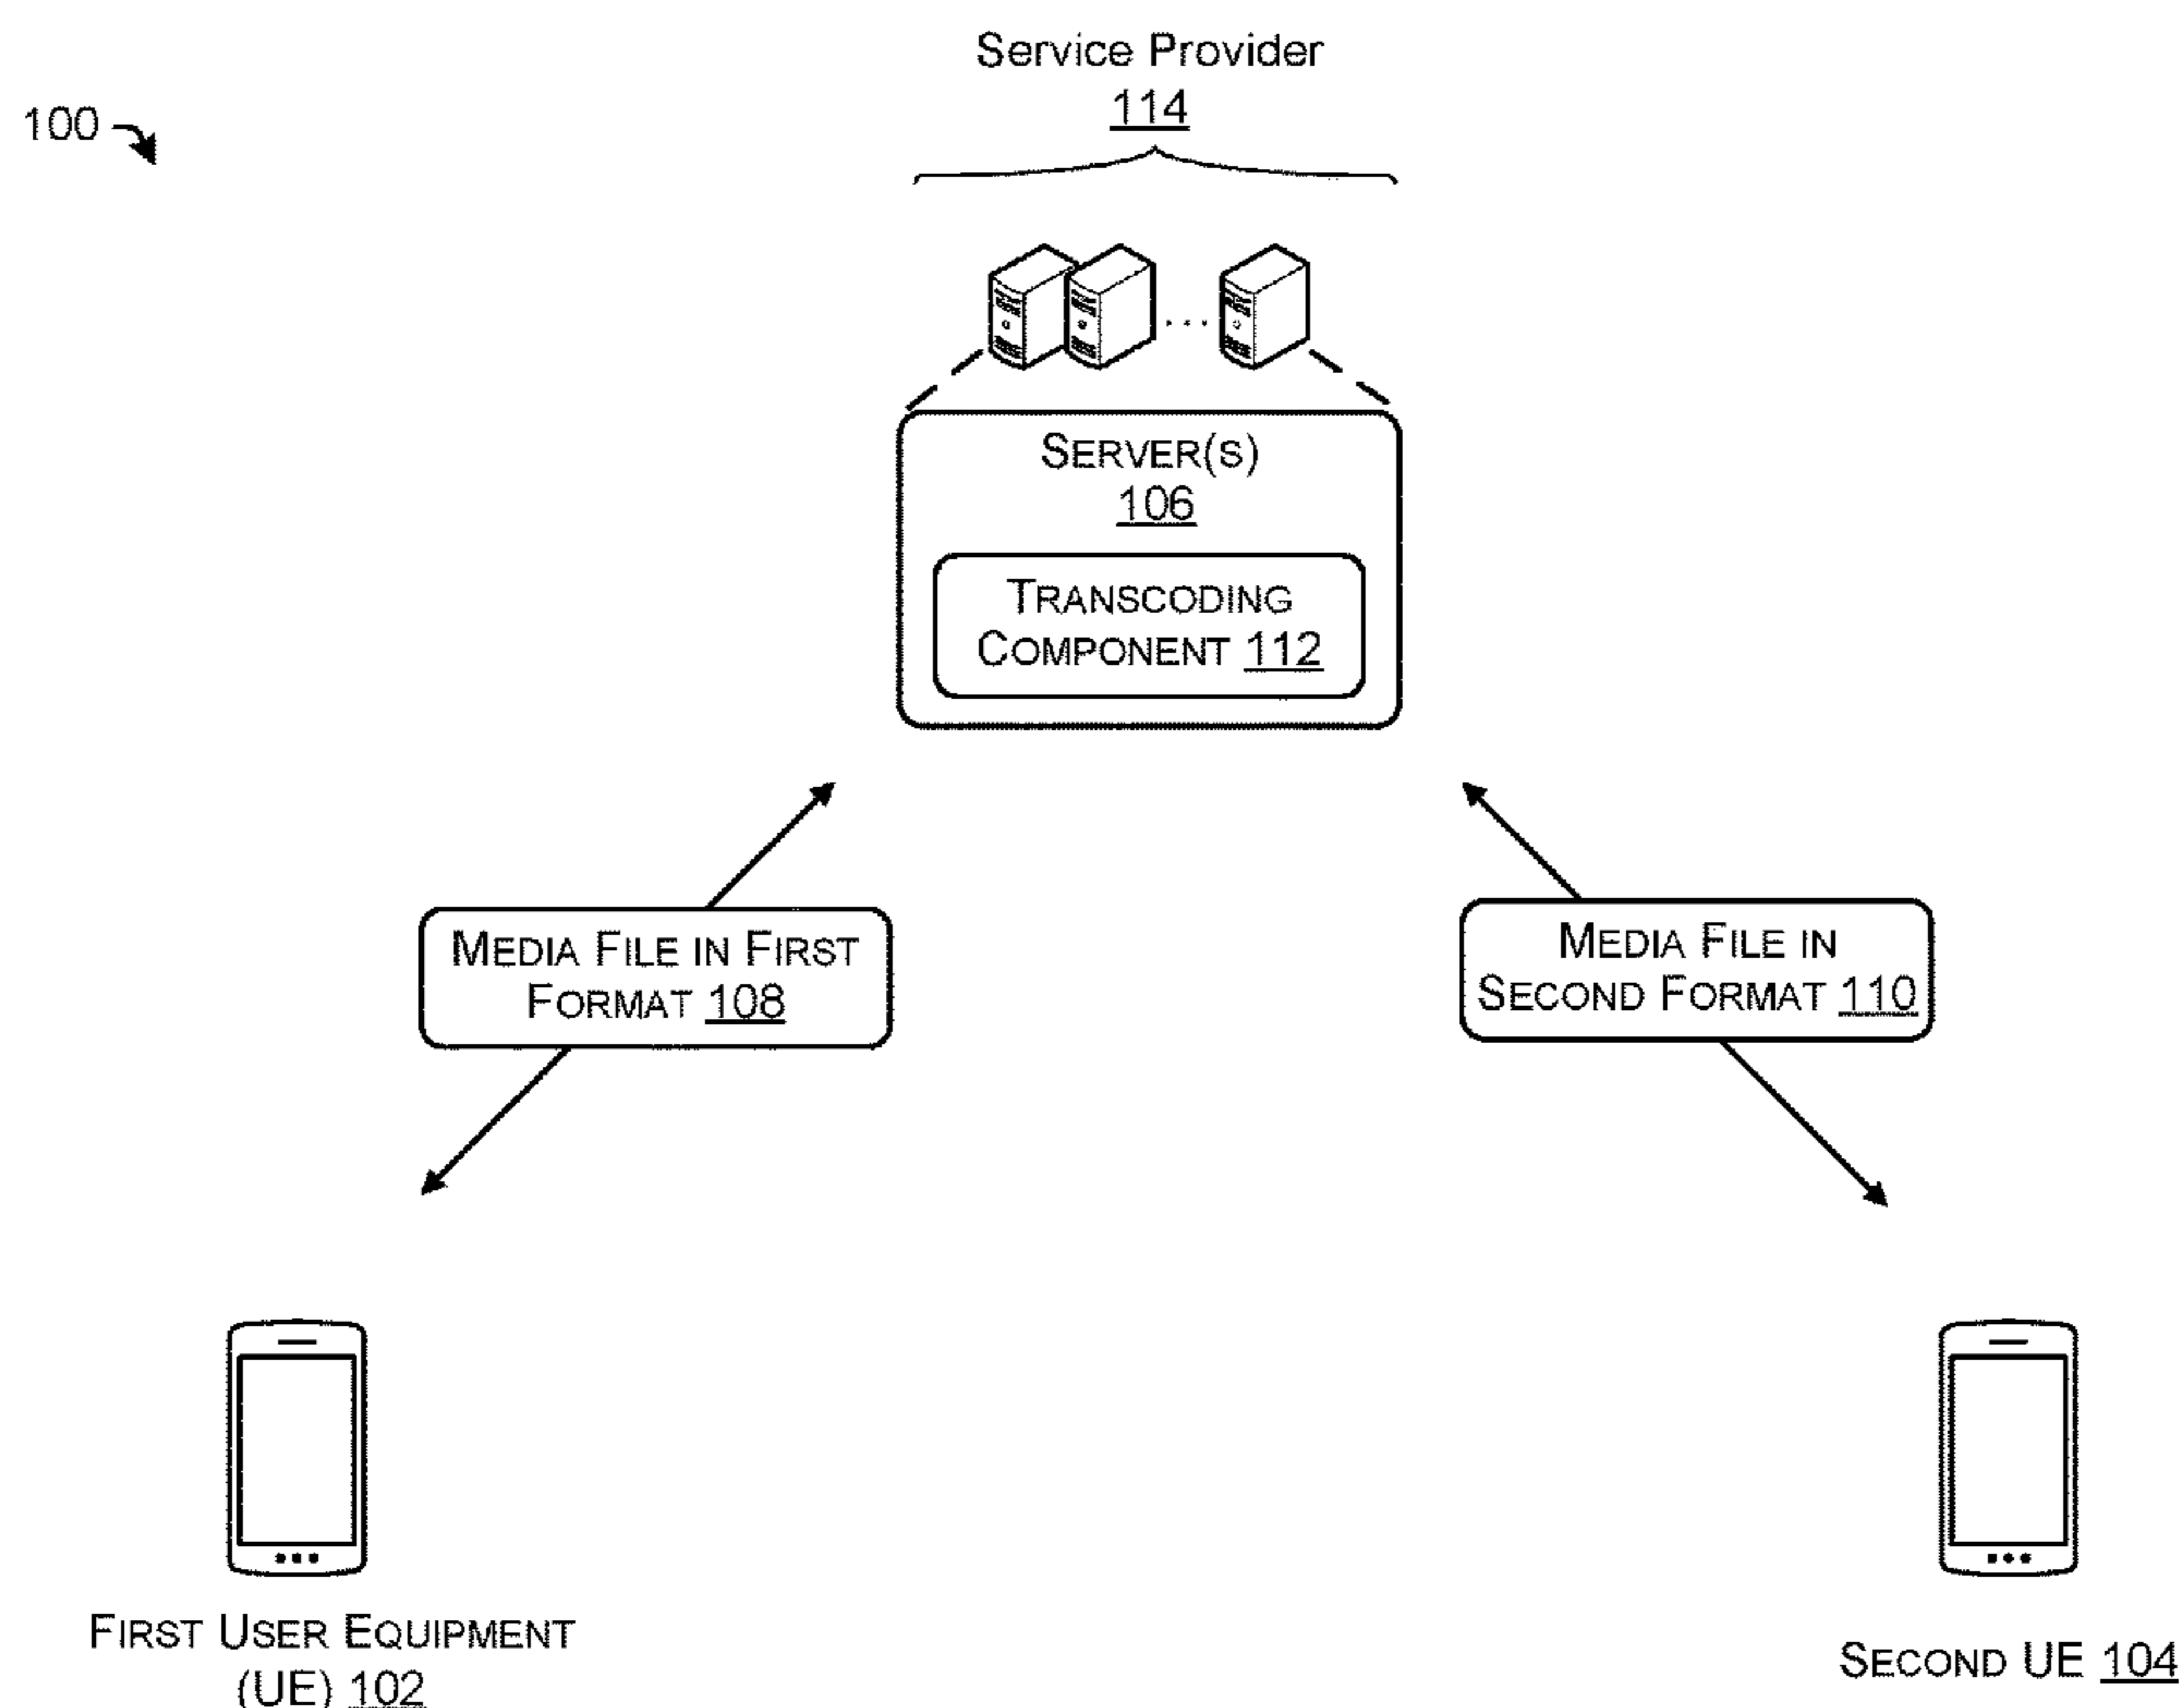 Service Provider
114
100
SERVER(S)
106
TRANSCODING
COMPONENT 112
MEDIA FILE IN FIRST
FORMAT 108
MEDIA FILE IN
SECOND FORMAT 110
FIRST USER EQUIPMENT
(UE) 102
SECOND UE 104